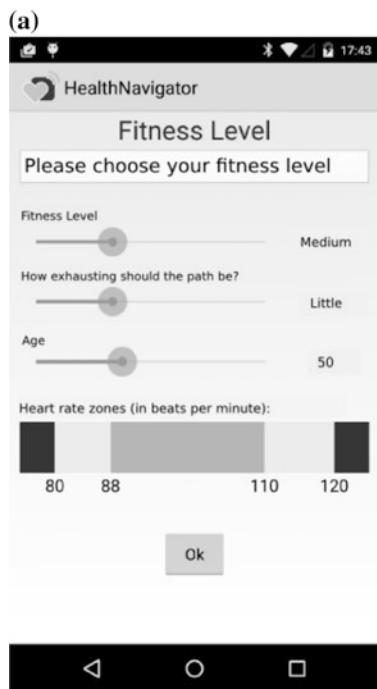 (a)
17:43
HealthNavigator
Fitness Level
Please choose your fitness level
Fitness Level
Medium
How exhausting should the path be?
Little
Age
50
Heart rate zones (in beats per minute):
80 88 110 120
Ok